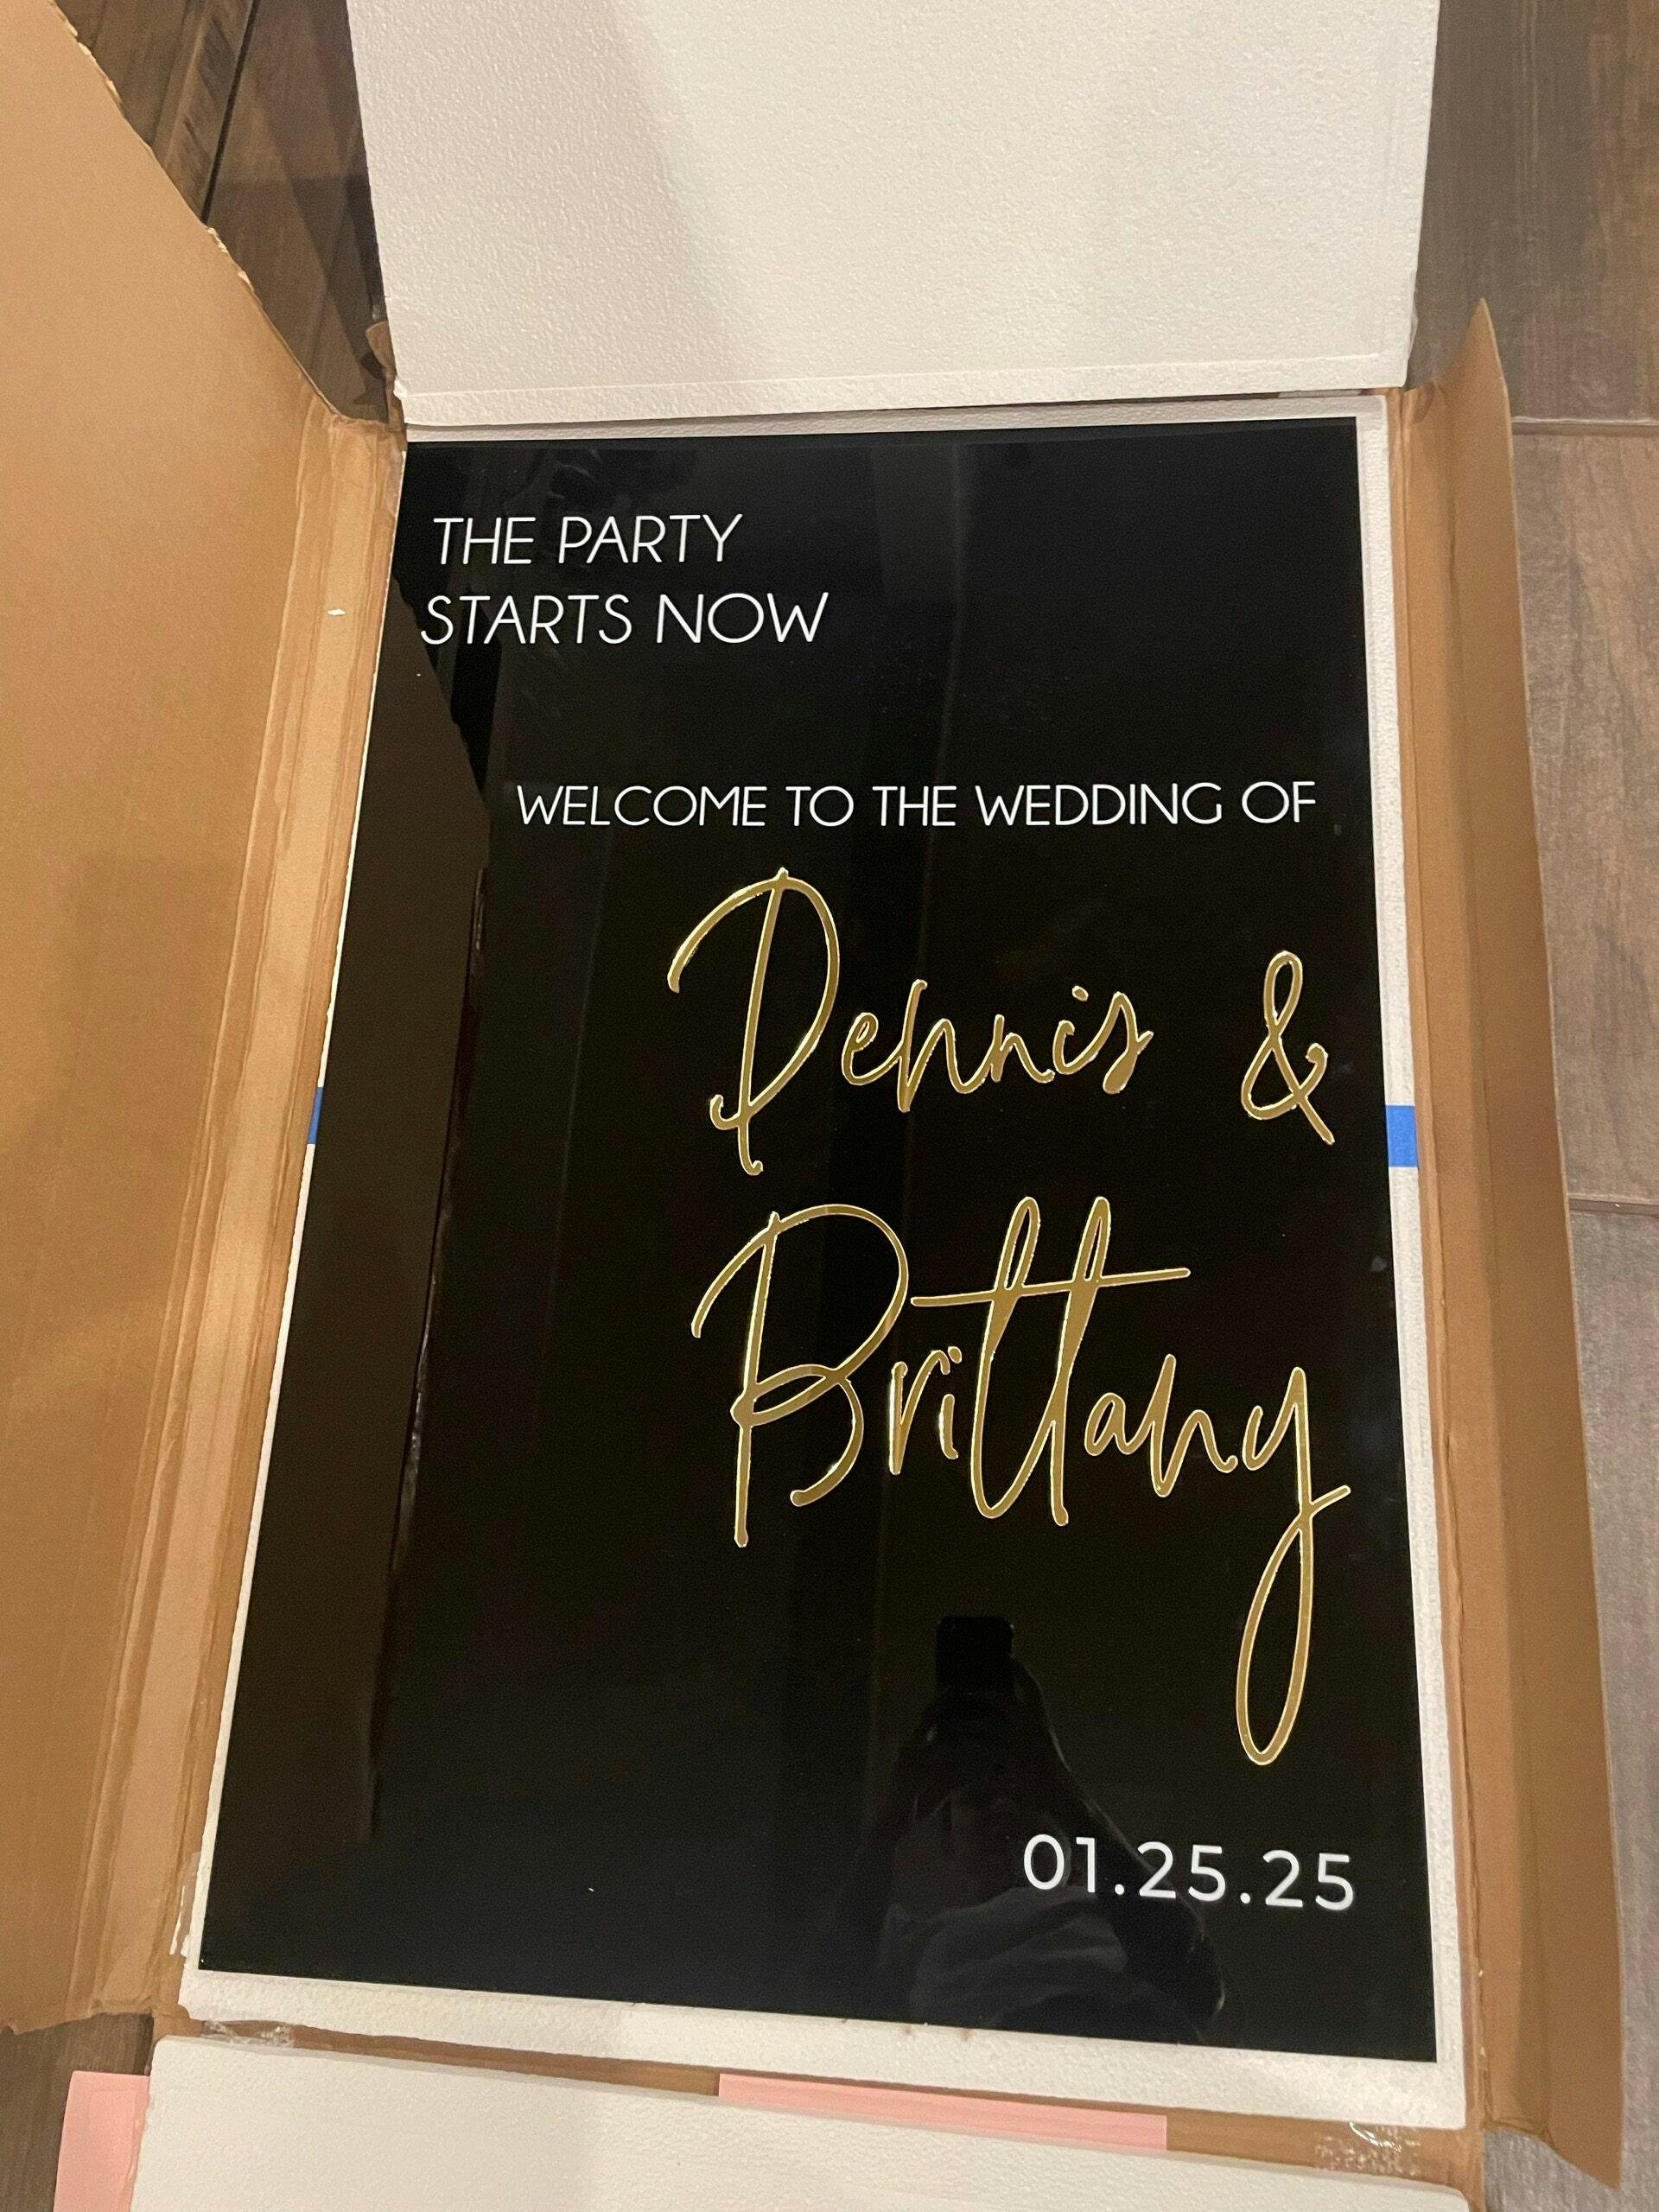 THE PARTY
STARTS NOW
WELCOME TO THE WEDDING OF
Dennis &
Brittany
01.25.25